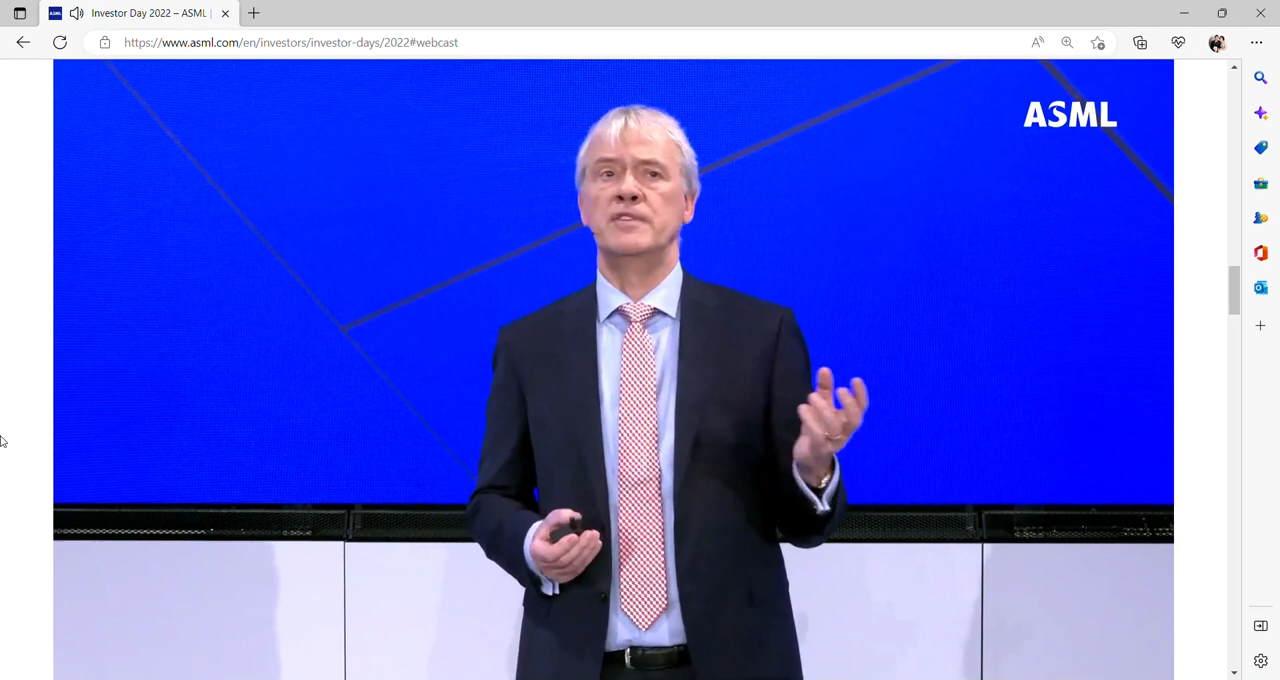 Investor Day 2022 – ASML |
https://www.asml.com/en/investors/investor-days/2022#webcast
ASML